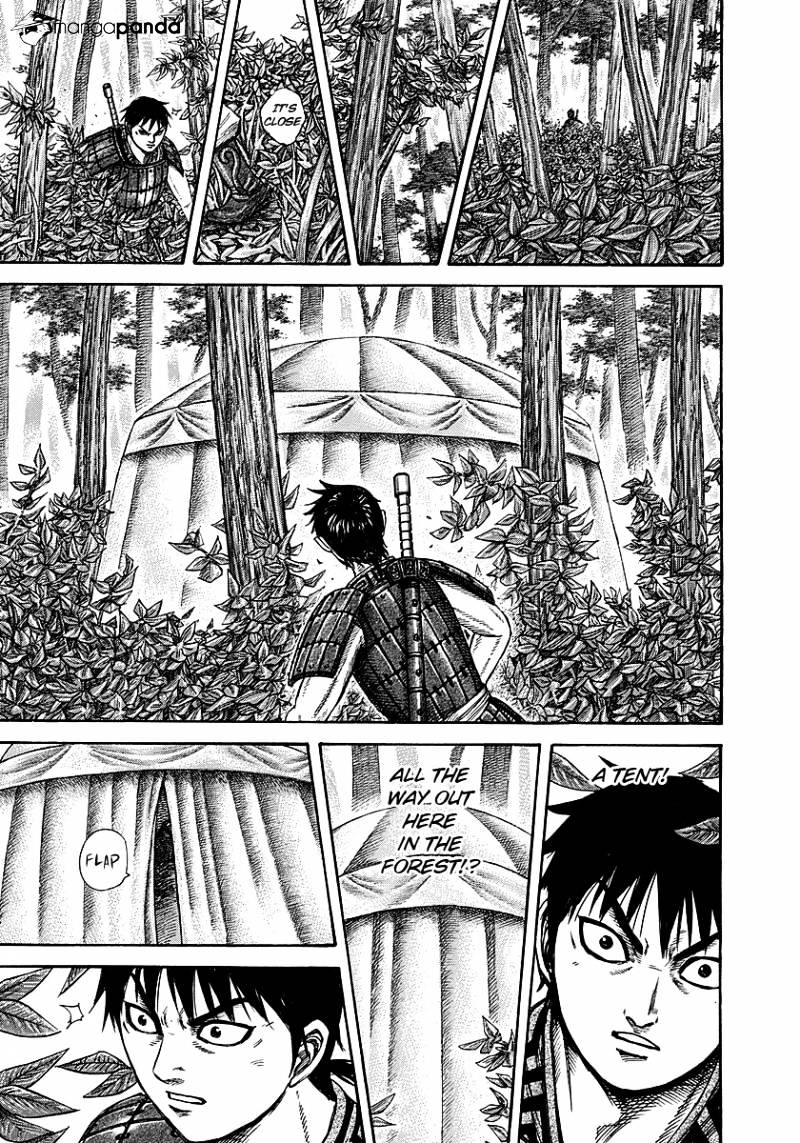 mangapanda
IT'S
CLOSE
A TENT!
ALL THE
WAY OUT
HERE
IN THE
FOREST!?
FLAP